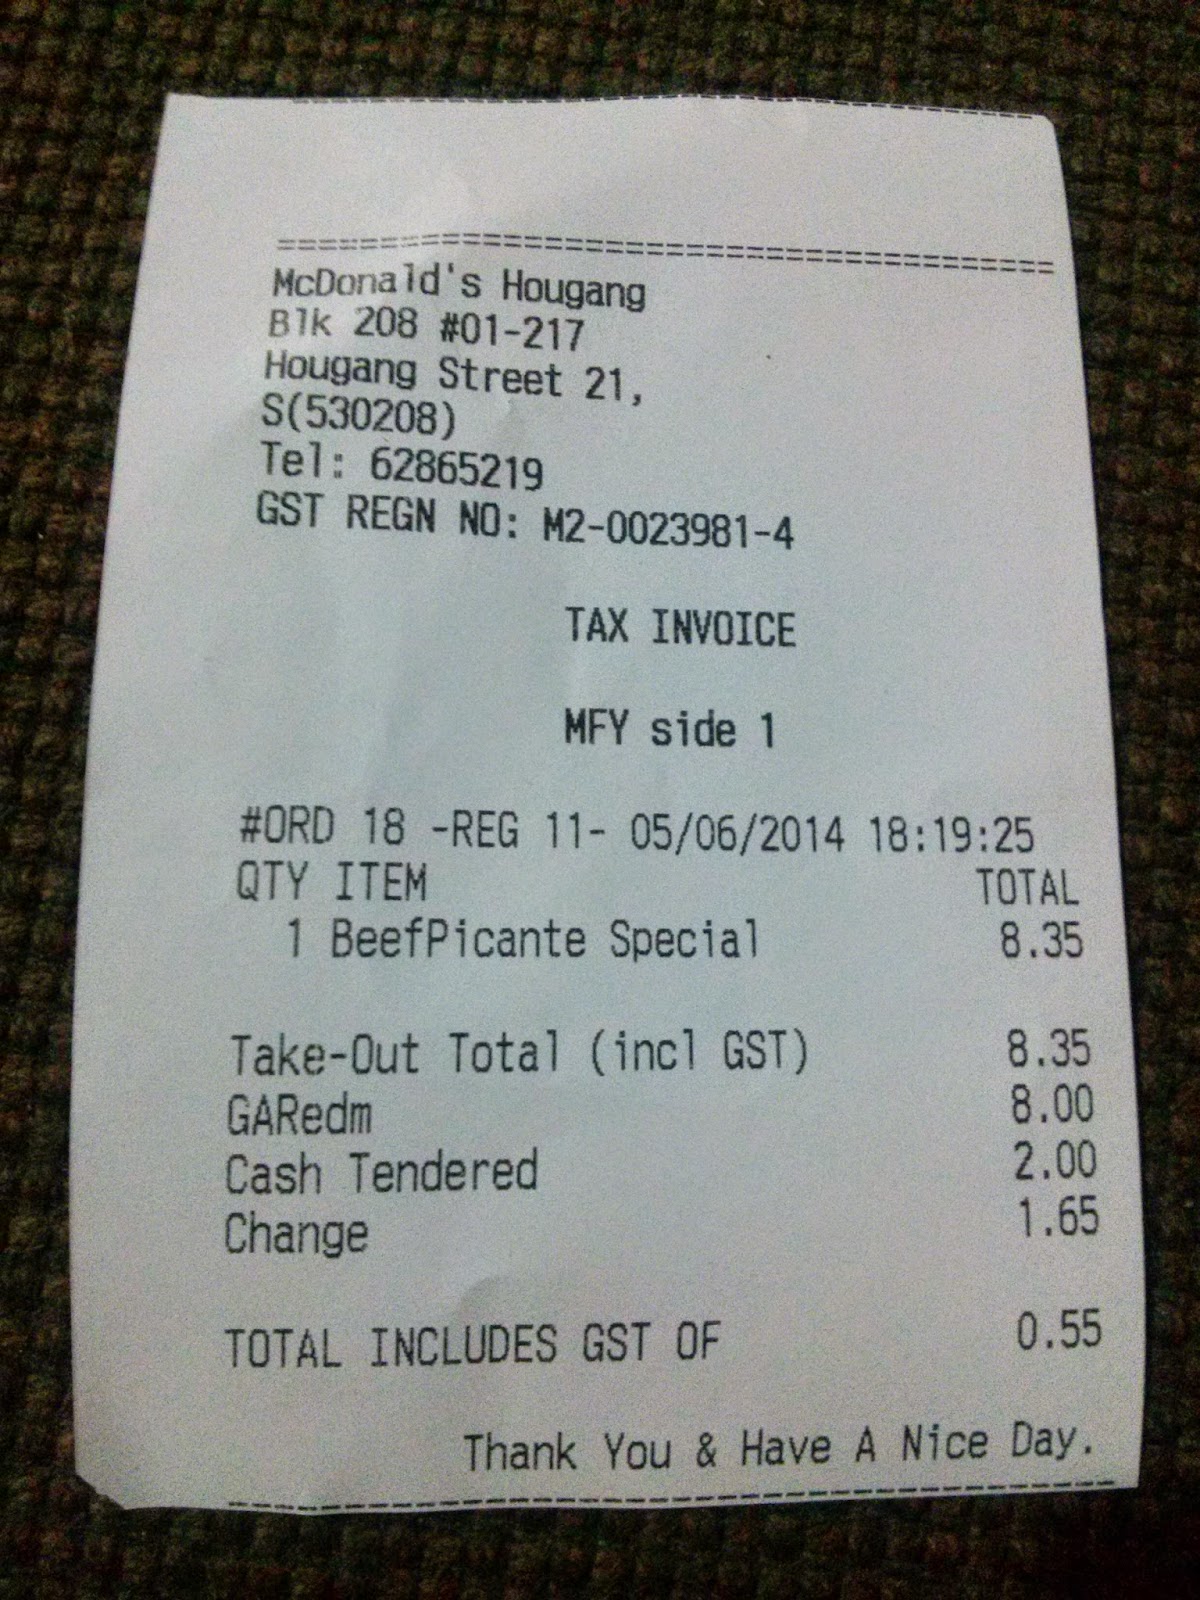 McDonald's Hougang
Blk 208 #01-217
Hougang Street 21,
S(530208)
Tel: 62865219
GST REGN NO: M2-0023981-4
TAX INVOICE
MFY side 1
#ORD 18 -REG 11- 05/06/2014 18:19:25
QTY ITEM TOTAL
1 BeefPicante Special 8.35
Take-Out Total (incl GST) 8.35
GARedm 8.00
Cash Tendered 2.00
Change 1.65
TOTAL INCLUDES GST OF 0.55
Thank You & Have A Nice Day.